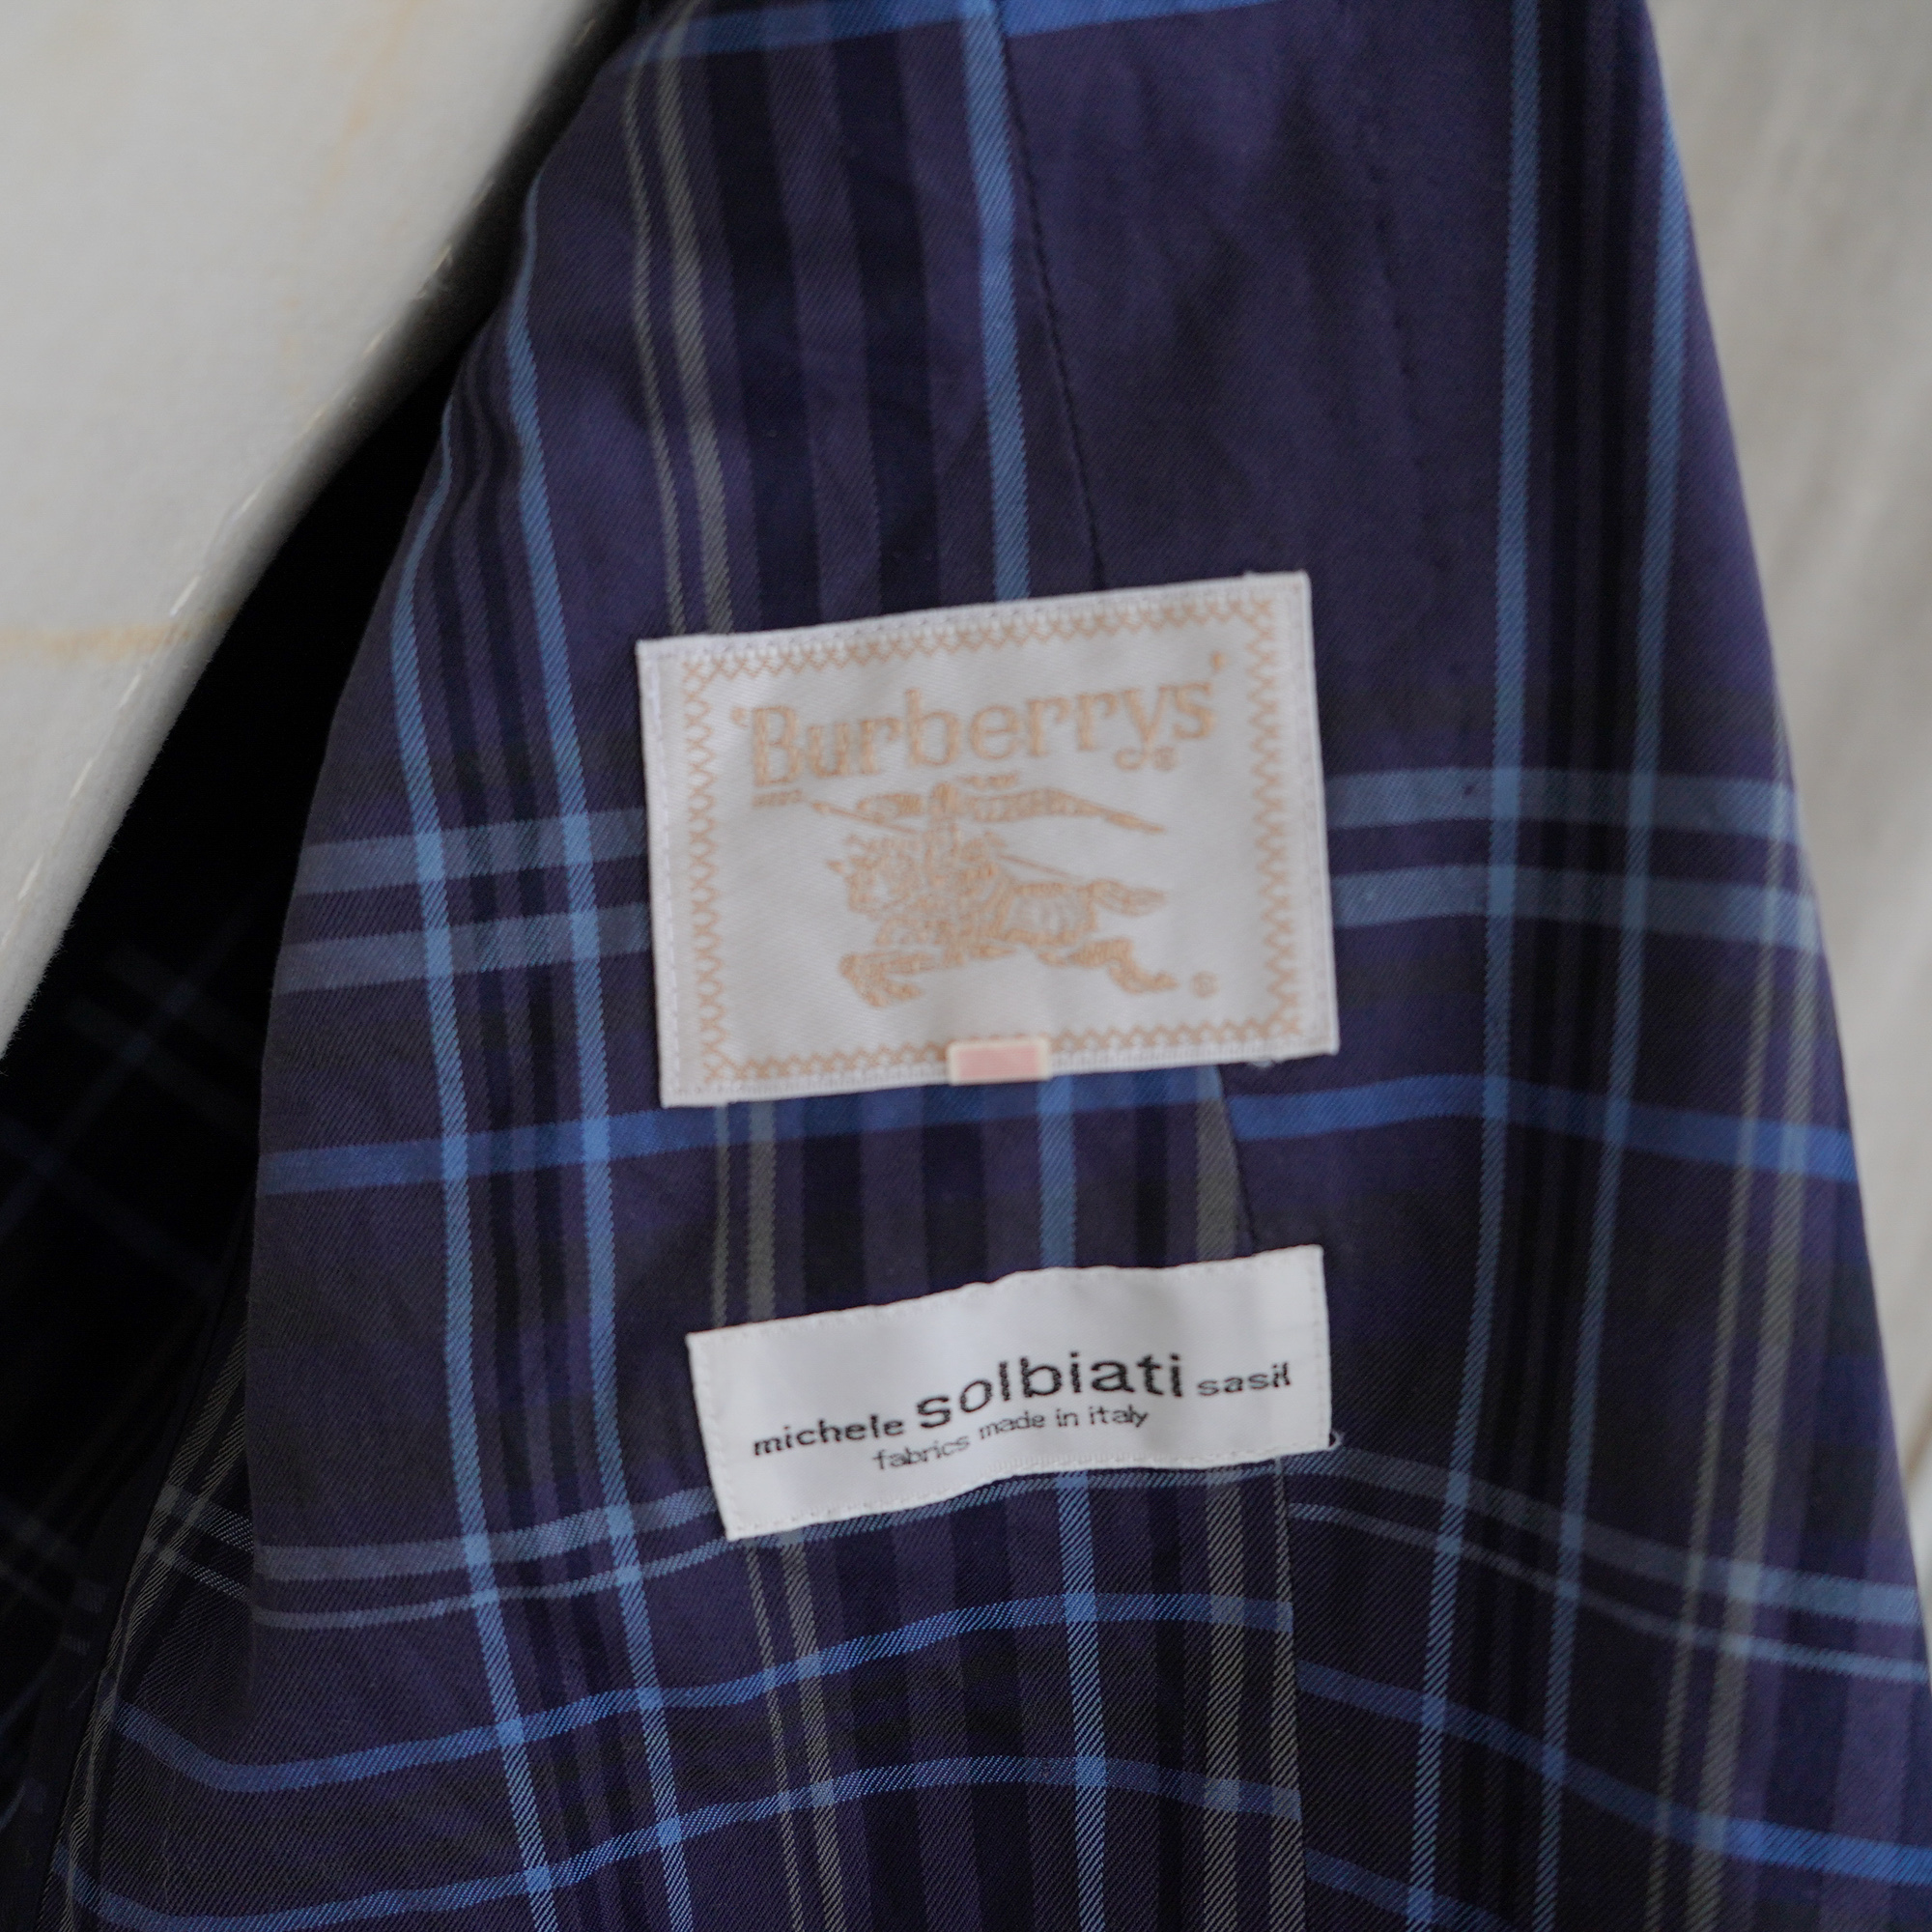 'Burberrys'
michele solbiati sasil
fabrics made in italy